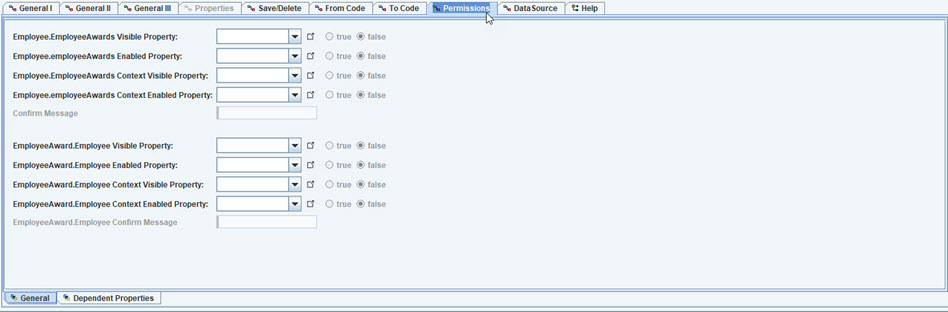 General I General II General III Properties Save/Delete From Code To Code Permissions DataSource Help
Employee.EmployeeAwards Visible Property: true false
Employee.employeeAwards Enabled Property: true false
Employee.employeeAwards Context Visible Property: true false
Employee.employeeAwards Context Enabled Property: true false
Confirm Message
EmployeeAward.Employee Visible Property: true false
EmployeeAward.Employee Enabled Property: true false
EmployeeAward.Employee Context Visible Property: true false
EmployeeAward.Employee Context Enabled Property: true false
EmployeeAward.Employee Confirm Message
General Dependent Properties